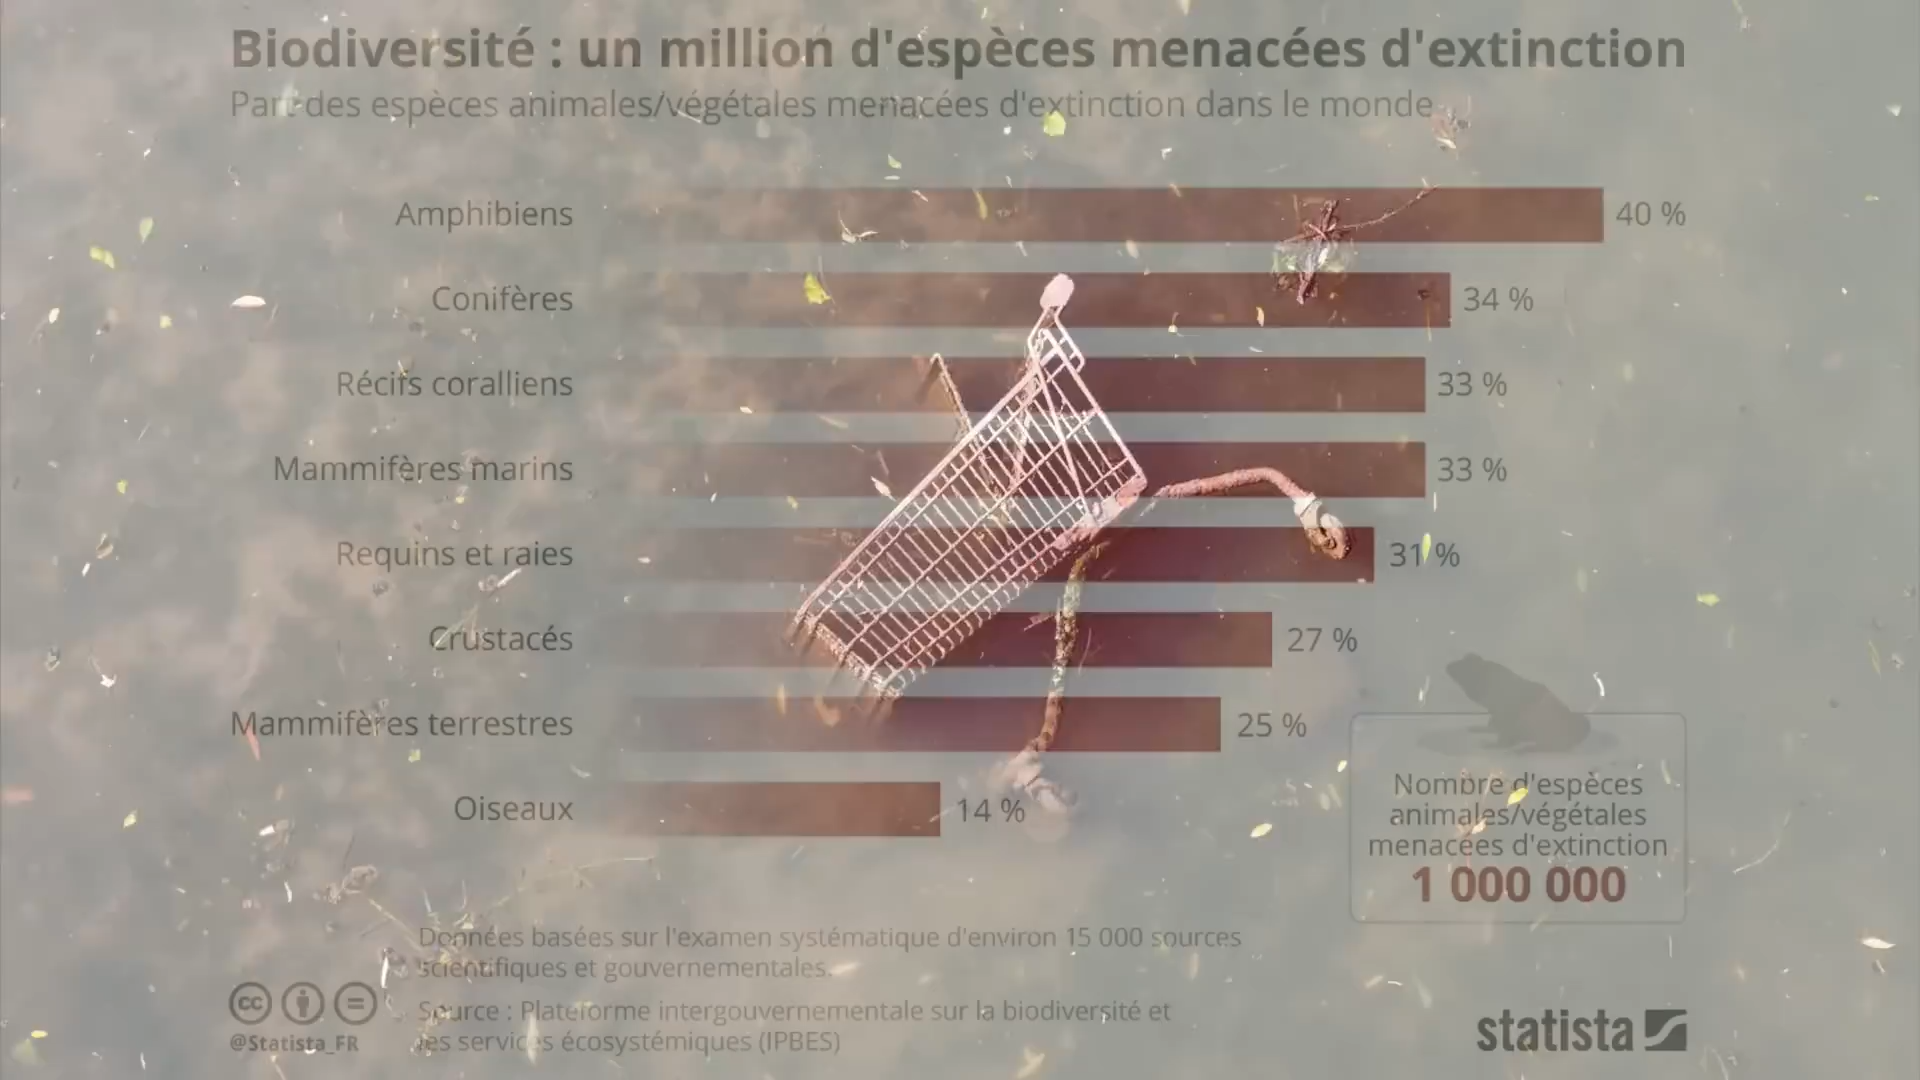 Biodiversité : un million d'espèces menacées d'extinction
Part des espèces animales/végétales menacées d'extinction dans le monde
Amphibiens 40 %
Conifères 34 %
Récifs coralliens 33 %
Mammifères marins 33 %
Requins et raies 31 %
Crustacés 27 %
Mammifères terrestres 25 %
Oiseaux 14 %
Nombre d'espèces
animales/végétales
menacées d'extinction
1 000 000
Données basées sur l'examen systématique d'environ 15 000 sources
scientifiques et gouvernementales.
Source : Plateforme intergouvernementale sur la biodiversité et
les services écosystémiques (IPBES)
cc
@Statista_FR
statista